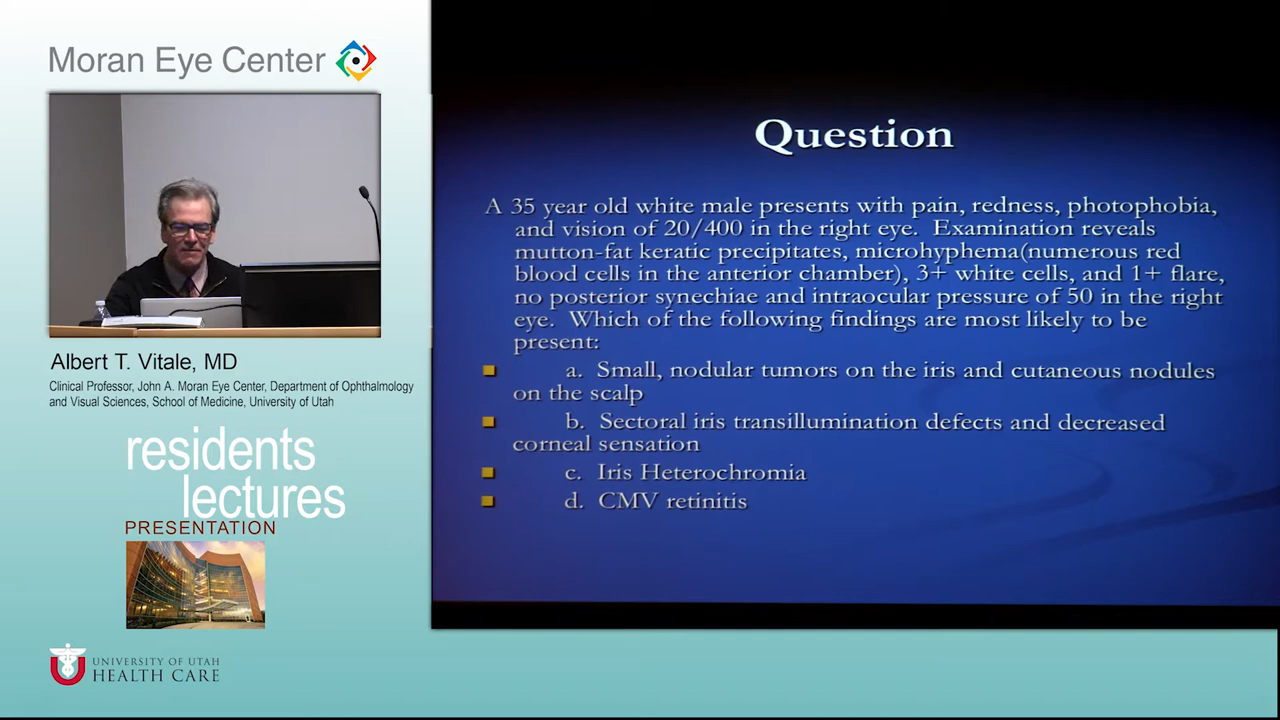 Moran Eye Center
Albert T. Vitale, MD
Clinical Professor, John A. Moran Eye Center, Department of Ophthalmology
and Visual Sciences, School of Medicine, University of Utah
residents
lectures
PRESENTATION
UNIVERSITY OF UTAH
HEALTH CARE
Question
A 35 year old white male presents with pain, redness, photophobia,
and vision of 20/400 in the right eye. Examination reveals
mutton-fat keratic precipitates, microhyphema(numerous red
blood cells in the anterior chamber), 3+ white cells, and 1+ flare,
no posterior synechiae and intraocular pressure of 50 in the right
eye. Which of the following findings are most likely to be
present:
a. Small, nodular tumors on the iris and cutaneous nodules
on the scalp
b. Sectoral iris transillumination defects and decreased
corneal sensation
c. Iris Heterochromia
d. CMV retinitis